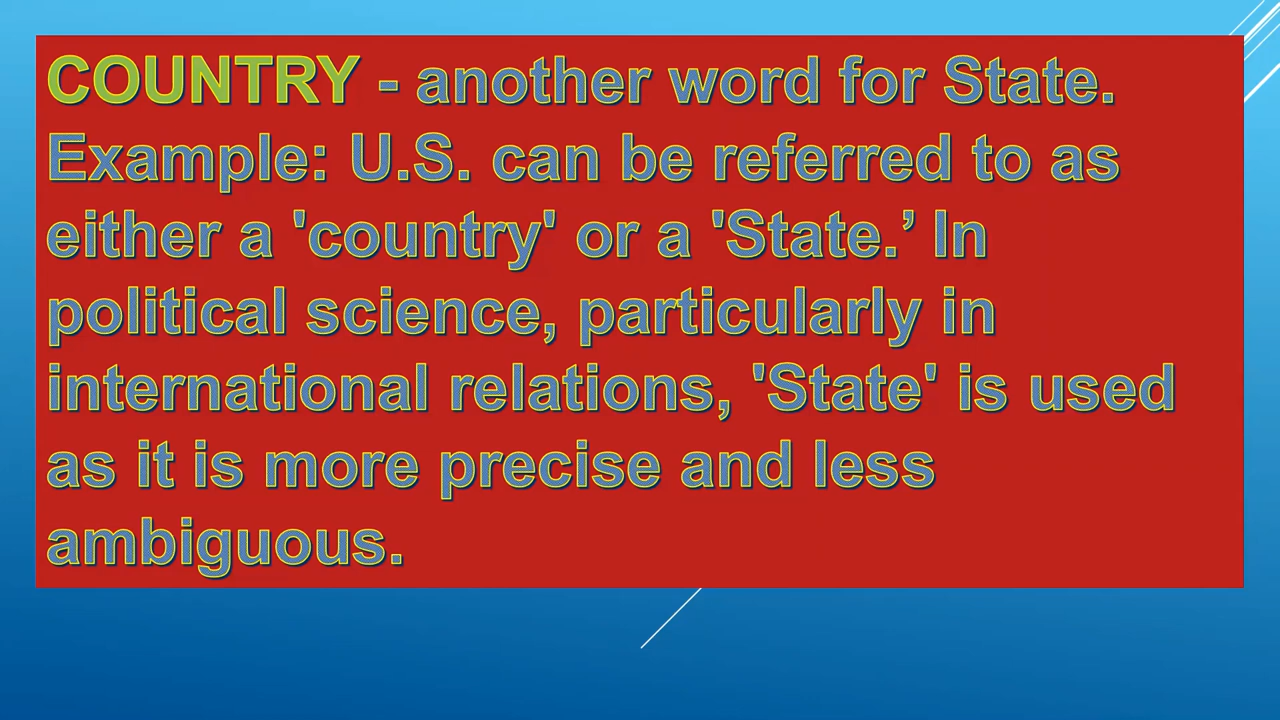 COUNTRY - another word for State.
Example: U.S. can be referred to as
either a 'country' or a 'State.’ In
political science, particularly in
international relations, 'State' is used
as it is more precise and less
ambiguous.